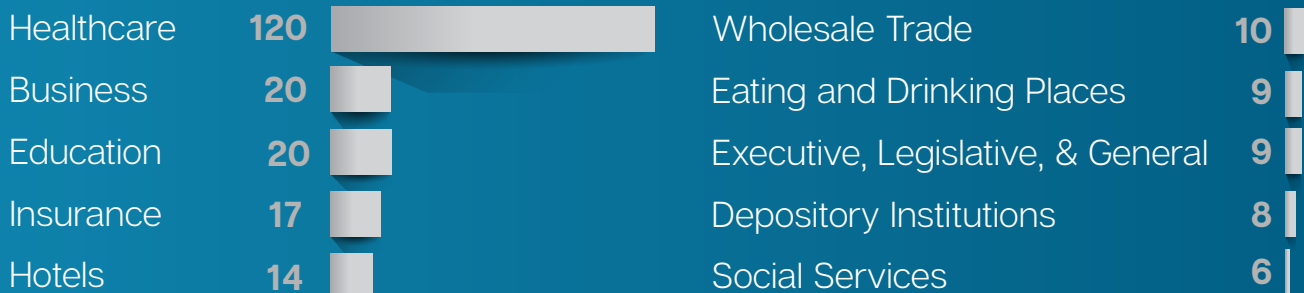 Healthcare 120
Business 20
Education 20
Insurance 17
Hotels 14
Wholesale Trade 10
Eating and Drinking Places 9
Executive, Legislative, & General 9
Depository Institutions 8
Social Services 6